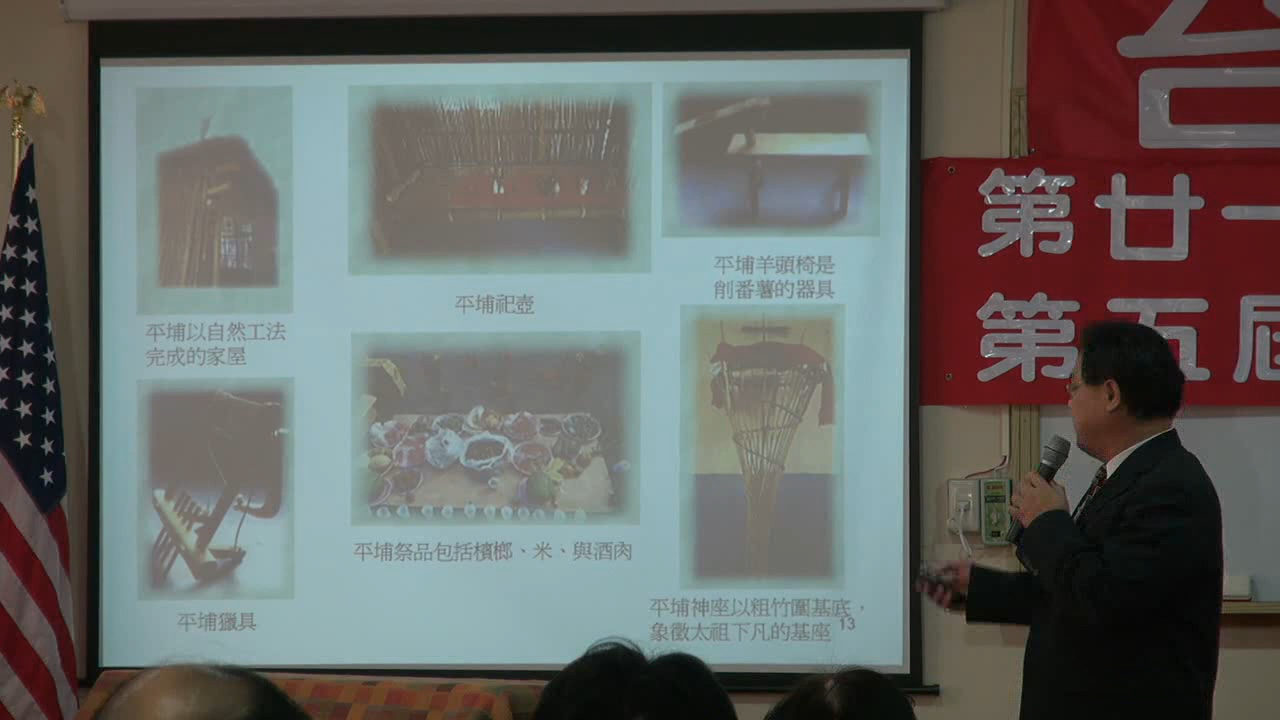 台
第廿一
第五屆
平埔以自然工法
完成的家屋
平埔祀壺
平埔羊頭椅是
削番薯的器具
平埔獵具
平埔祭品包括檳榔、米、與酒肉
平埔神座以粗竹圍基底，
象徵太祖下凡的基座
13